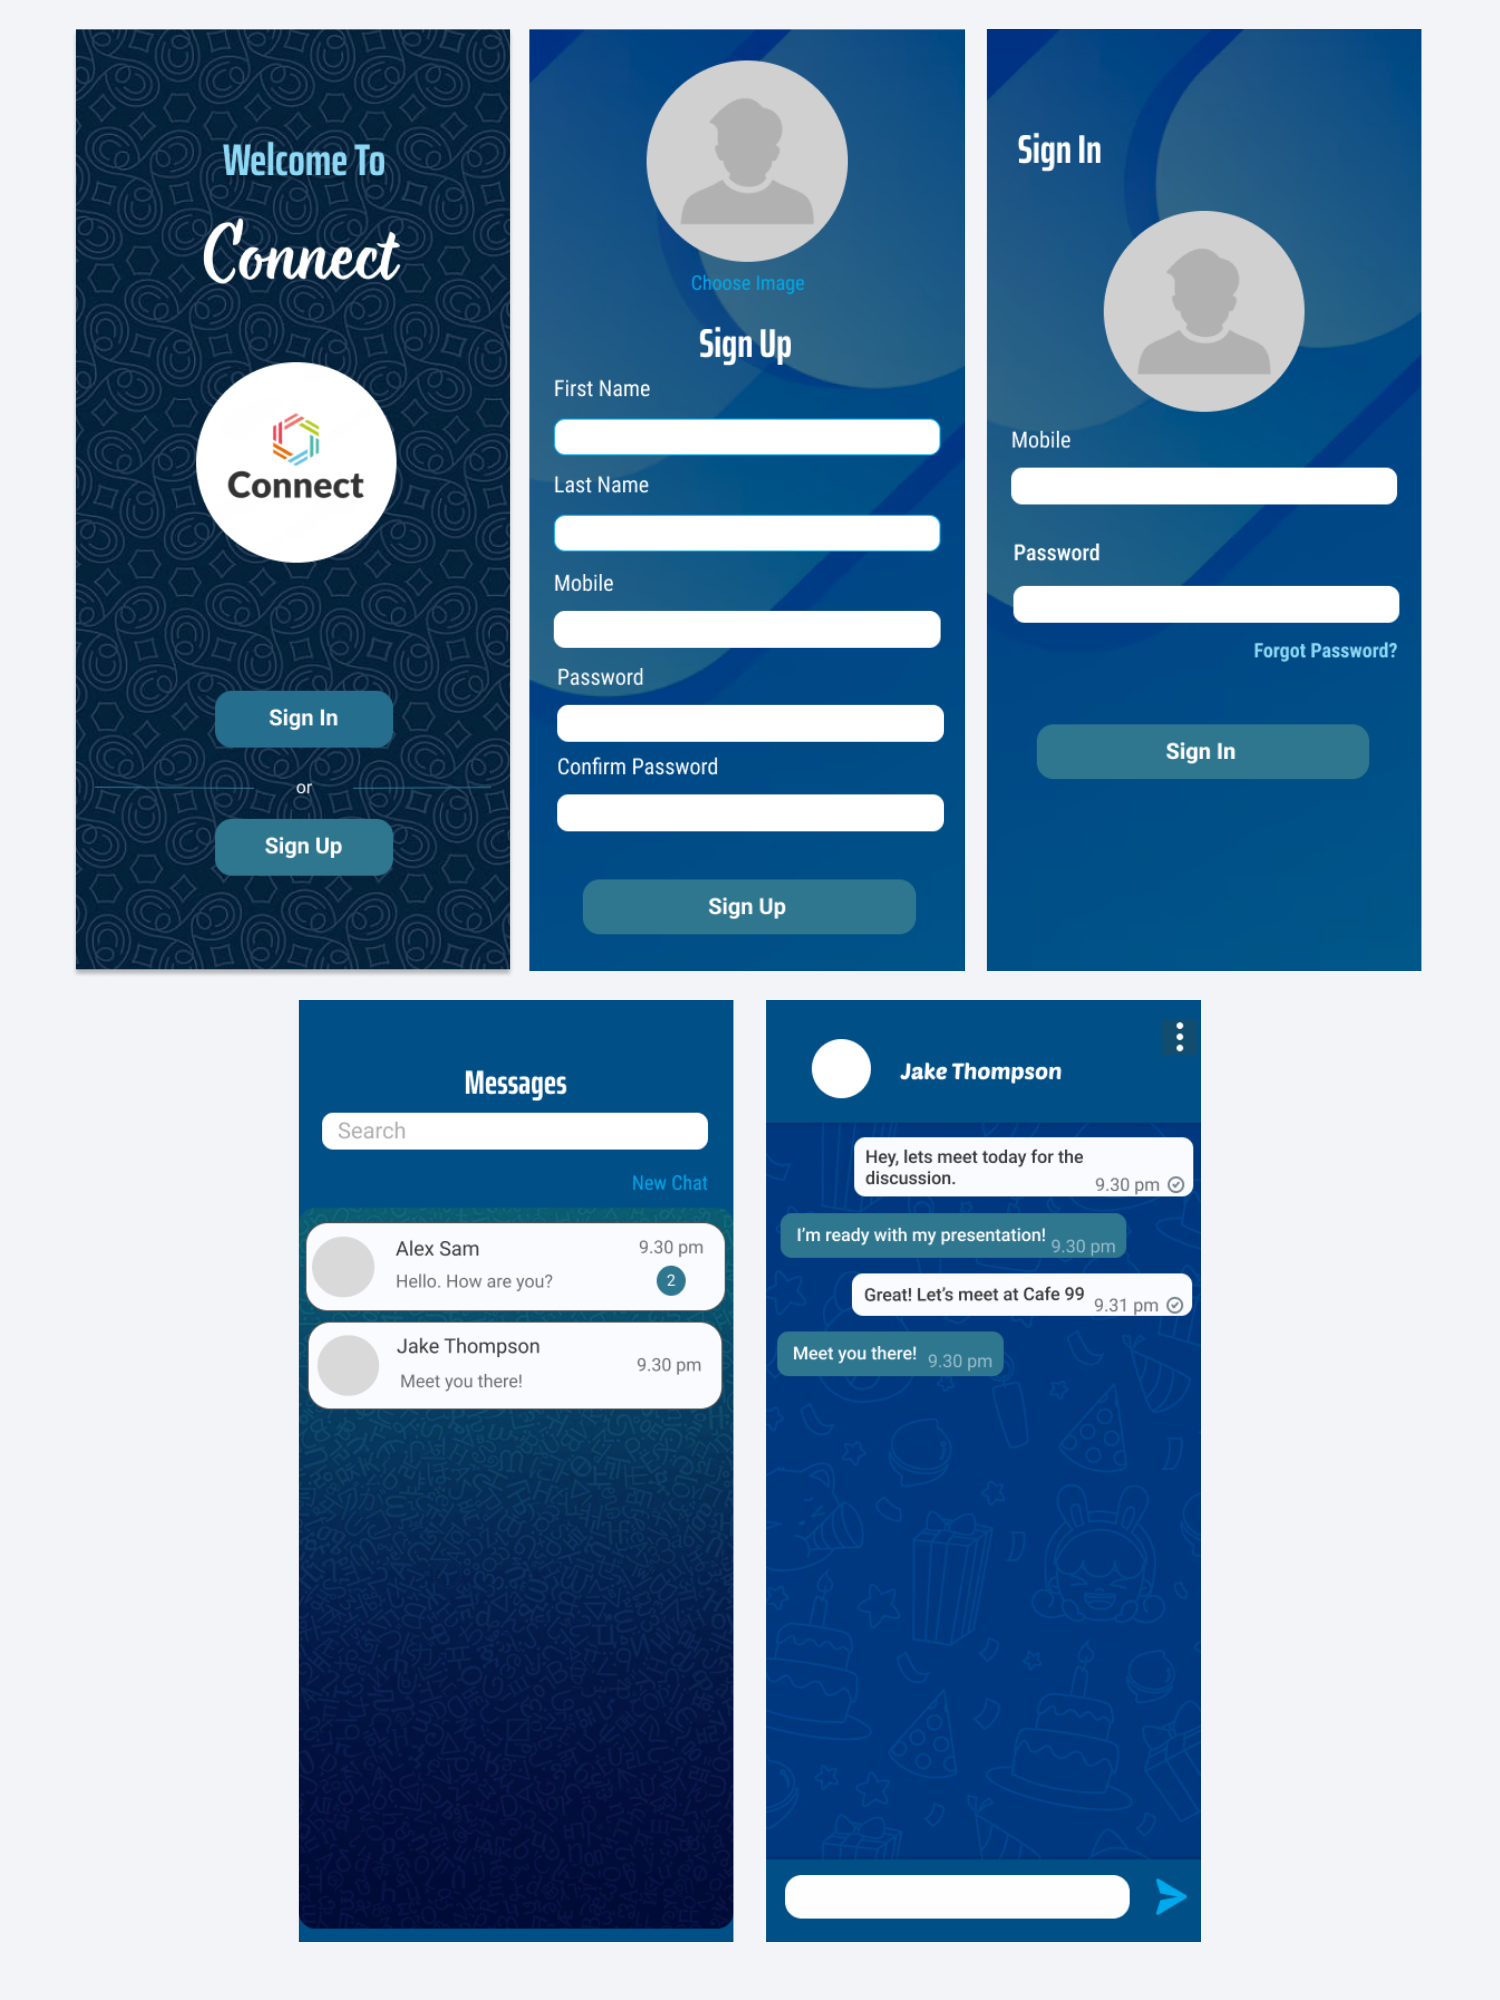 Welcome To
Connect
Connect
Sign In
or
Sign Up
Choose Image
Sign Up
First Name
Last Name
Mobile
Password
Confirm Password
Sign Up
Sign In
Mobile
Password
Forgot Password?
Sign In
Messages
Search
New Chat
Alex Sam
9.30 pm
Hello. How are you?
2
Jake Thompson
9.30 pm
Meet you there!
Jake Thompson
Hey, lets meet today for the
discussion.
9.30 pm
I’m ready with my presentation!
9.30 pm
Great! Let’s meet at Cafe 99
9.31 pm
Meet you there!
9.30 pm